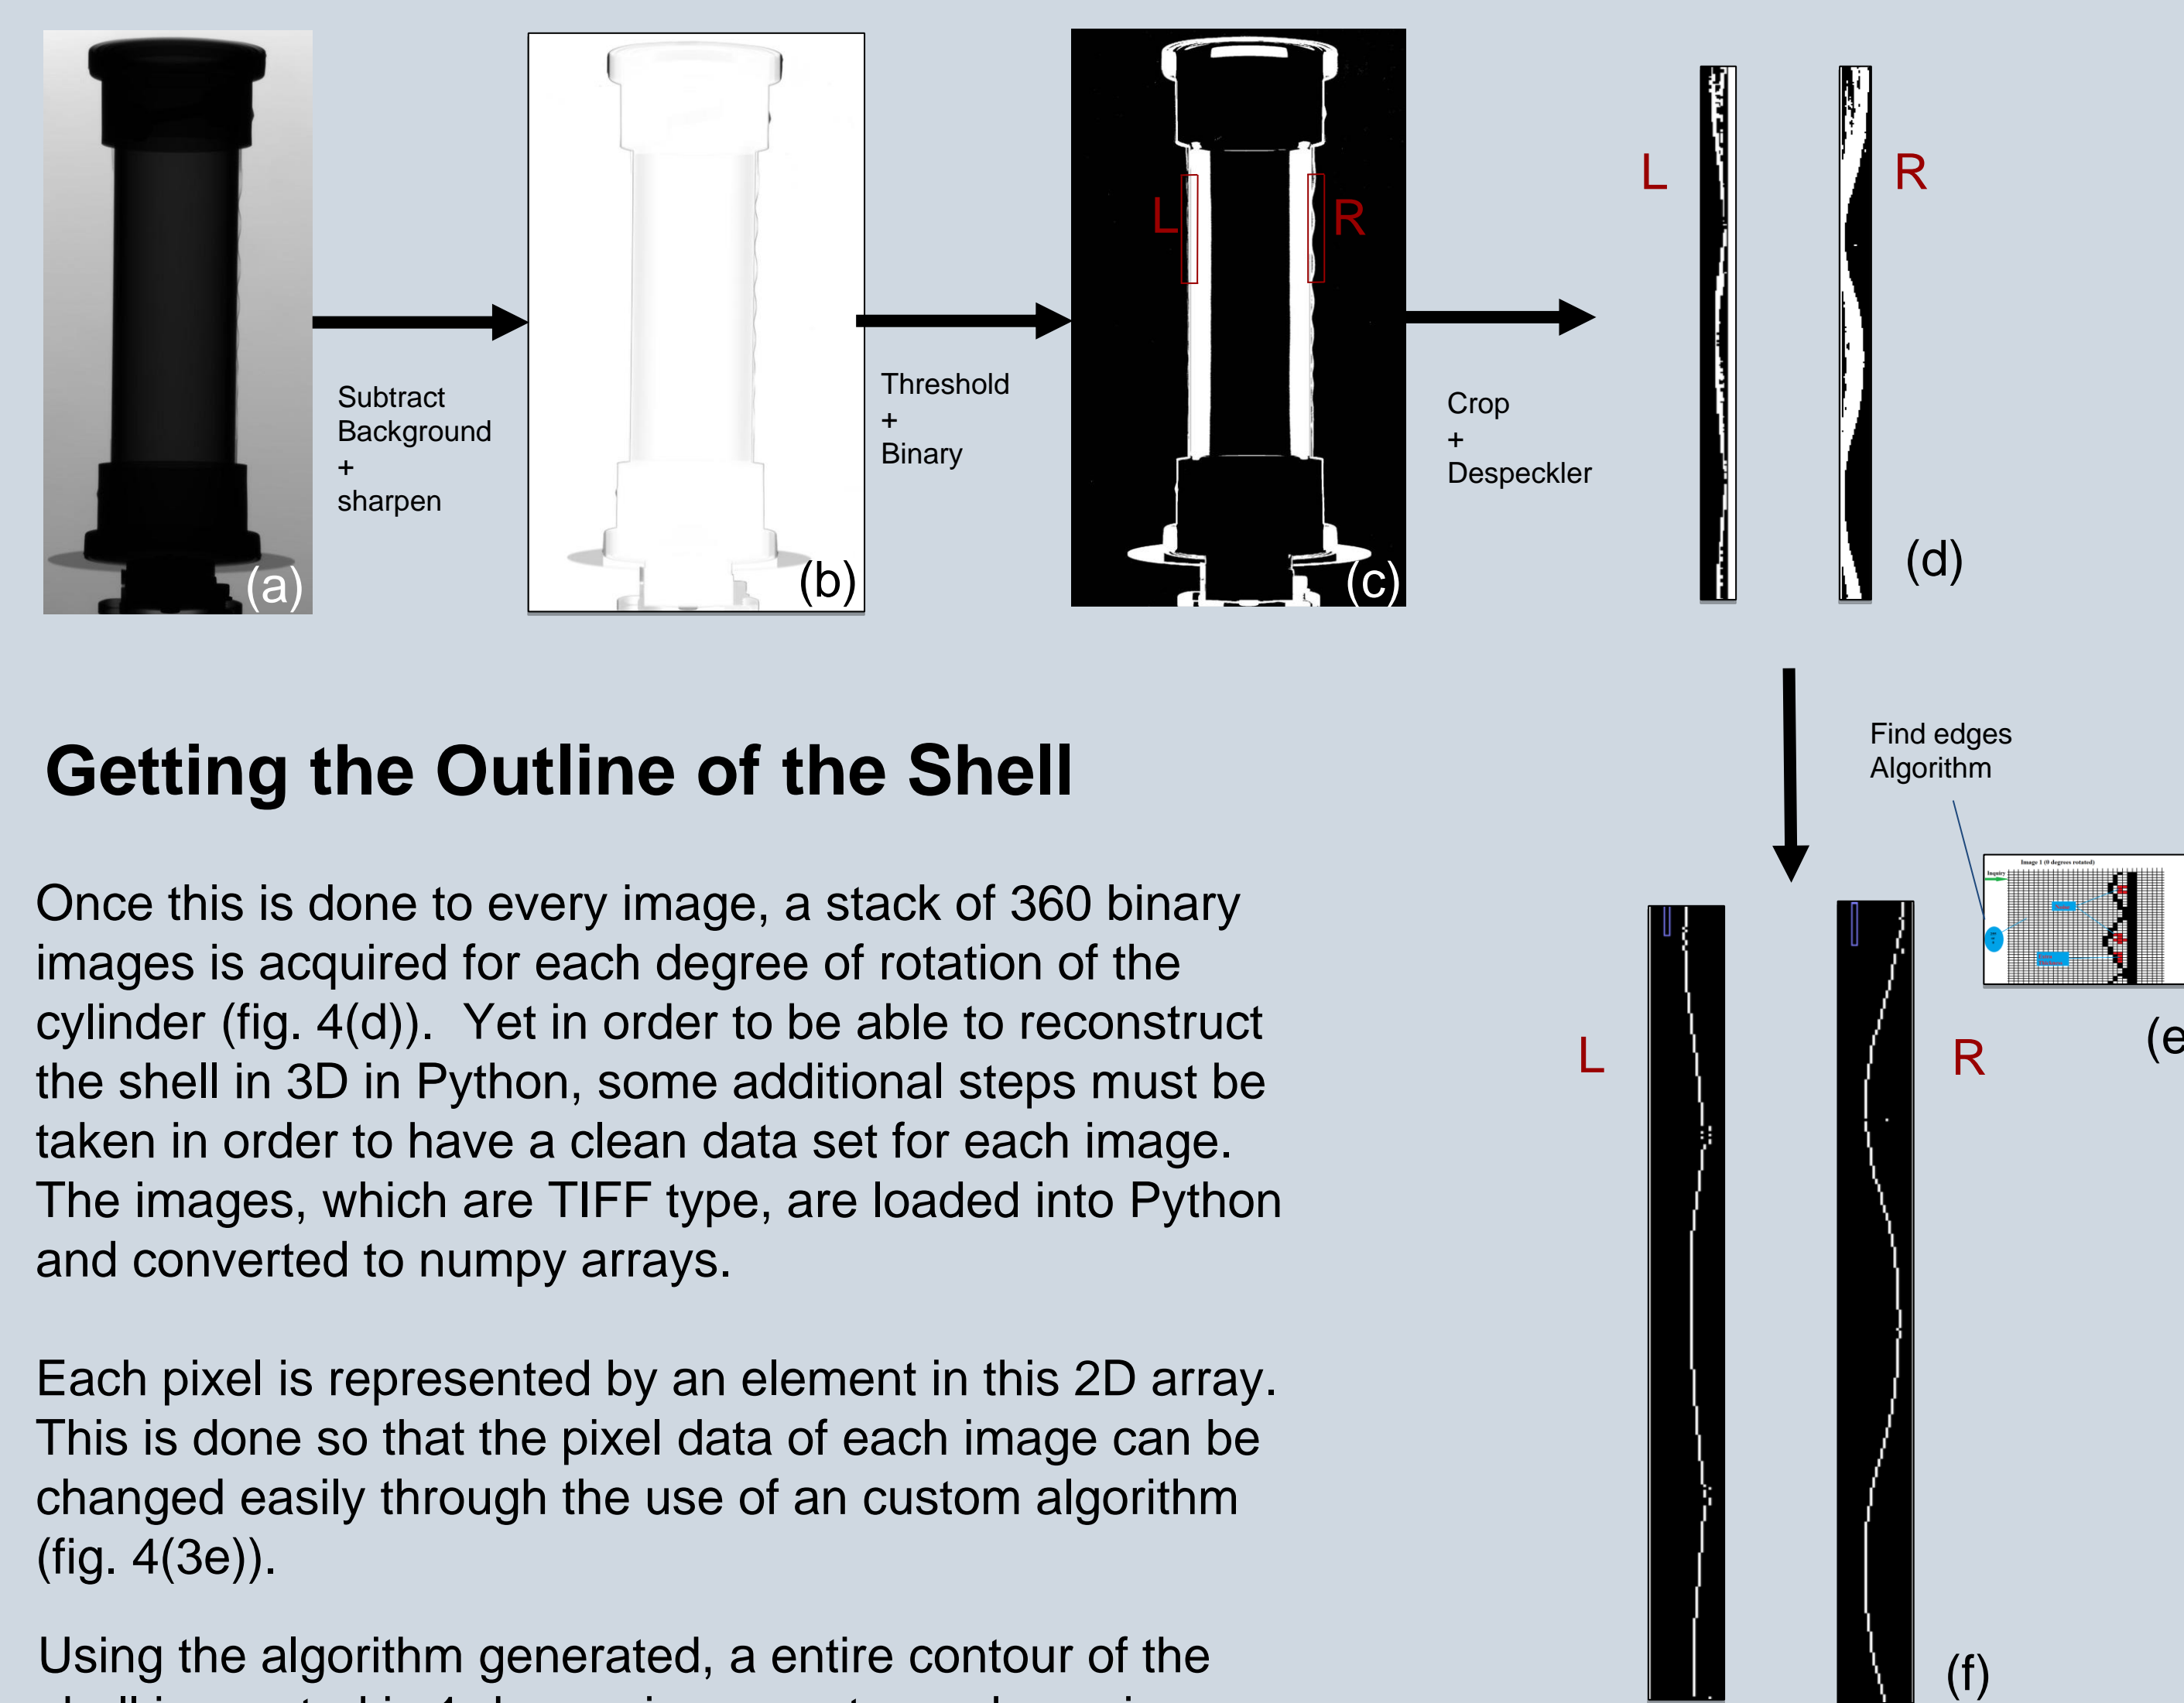 (a)
Subtract
Background
+
sharpen
(b)
Threshold
+
Binary
L
R
(c)
Crop
+
Despeckler
L
R
(d)
Find edges
Algorithm
Image 1 (0 degrees rotated)
Inquiry
(e
L
R
(f)
Getting the Outline of the Shell
Once this is done to every image, a stack of 360 binary
images is acquired for each degree of rotation of the
cylinder (fig. 4(d)).  Yet in order to be able to reconstruct
the shell in 3D in Python, some additional steps must be
taken in order to have a clean data set for each image.
The images, which are TIFF type, are loaded into Python
and converted to numpy arrays.
Each pixel is represented by an element in this 2D array.
This is done so that the pixel data of each image can be
changed easily through the use of an custom algorithm
(fig. 4(3e)).
Using the algorithm generated, a entire contour of the